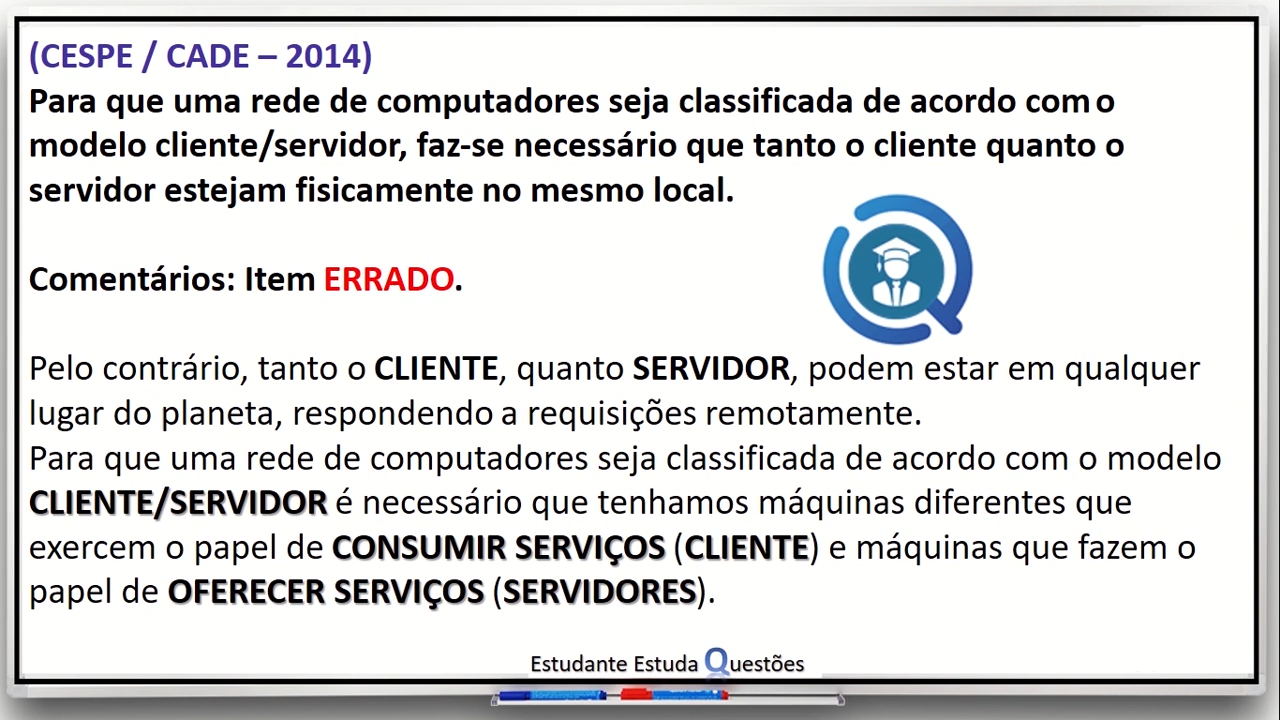 (CESPE / CADE – 2014)
Para que uma rede de computadores seja classificada de acordo com o
modelo cliente/servidor, faz-se necessário que tanto o cliente quanto o
servidor estejam fisicamente no mesmo local.
Comentários: Item ERRADO.
Pelo contrário, tanto o CLIENTE, quanto SERVIDOR, podem estar em qualquer
lugar do planeta, respondendo a requisições remotamente.
Para que uma rede de computadores seja classificada de acordo com o modelo
CLIENTE/SERVIDOR é necessário que tenhamos máquinas diferentes que
exercem o papel de CONSUMIR SERVIÇOS (CLIENTE) e máquinas que fazem o
papel de OFERECER SERVIÇOS (SERVIDORES).
Estudante Estuda Questões